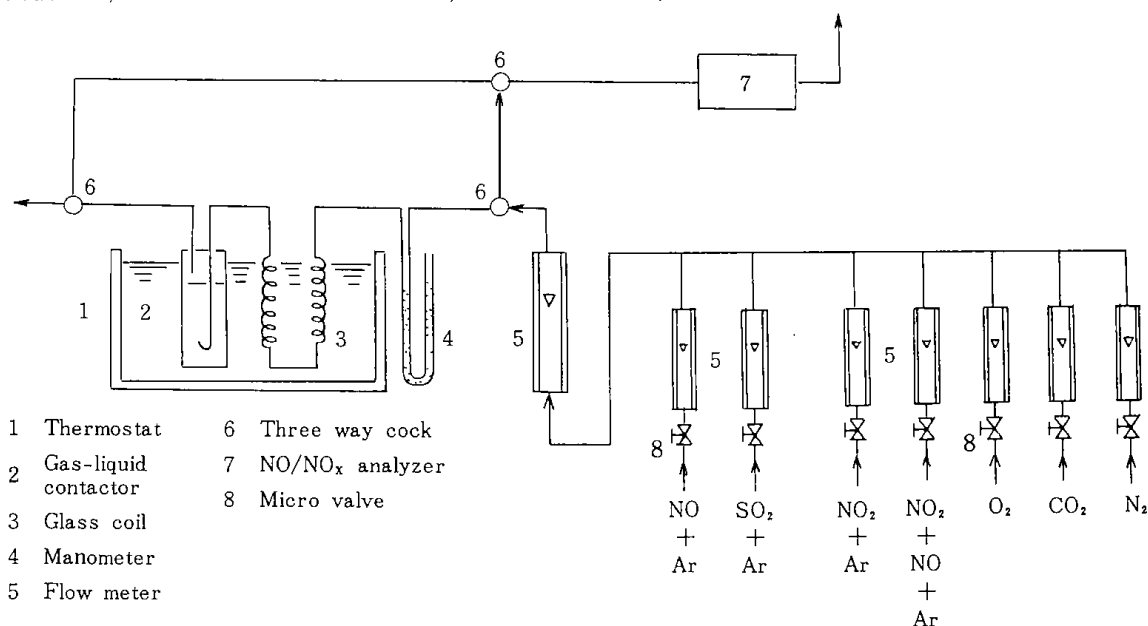 6
7
6
6
1
2
3
4
5
5
5
8
8
NO + Ar
SO₂ + Ar
NO₂ + Ar
NO₂ + NO + Ar
O₂
CO₂
N₂
1 Thermostat
2 Gas-liquid
contactor
3 Glass coil
4 Manometer
5 Flow meter
6 Three way cock
7 NO/NOx analyzer
8 Micro valve